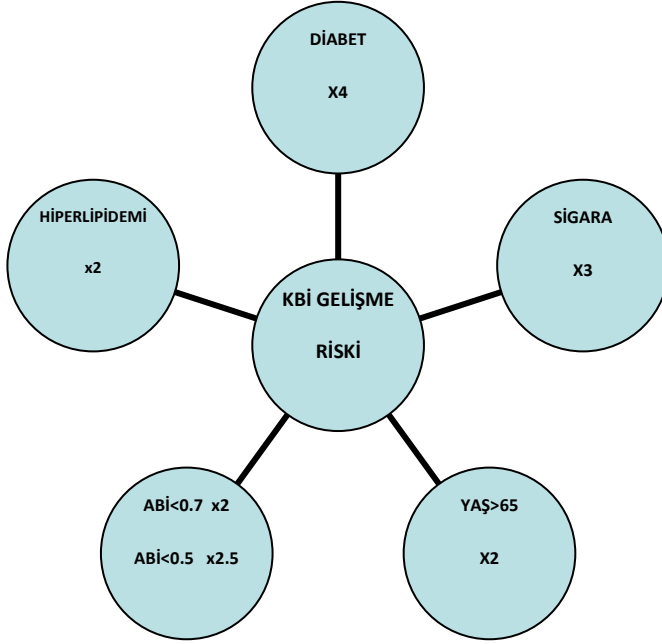 DİABET
X4
HİPERLİPİDEMİ
x2
SİGARA
X3
KBİ GELİŞME
RİSKİ
ABİ<0.7 x2
ABİ<0.5 x2.5
YAŞ>65
X2